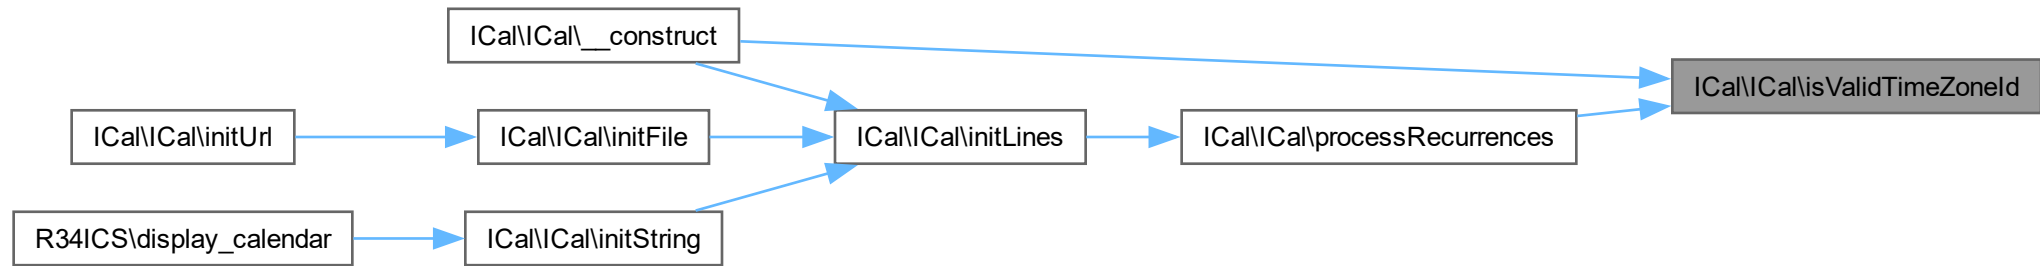 ICal\ICal\__construct
ICal\ICal\isValidTimeZoneId
ICal\ICal\initUrl
ICal\ICal\initFile
ICal\ICal\initLines
ICal\ICal\processRecurrences
R34ICS\display_calendar
ICal\ICal\initString